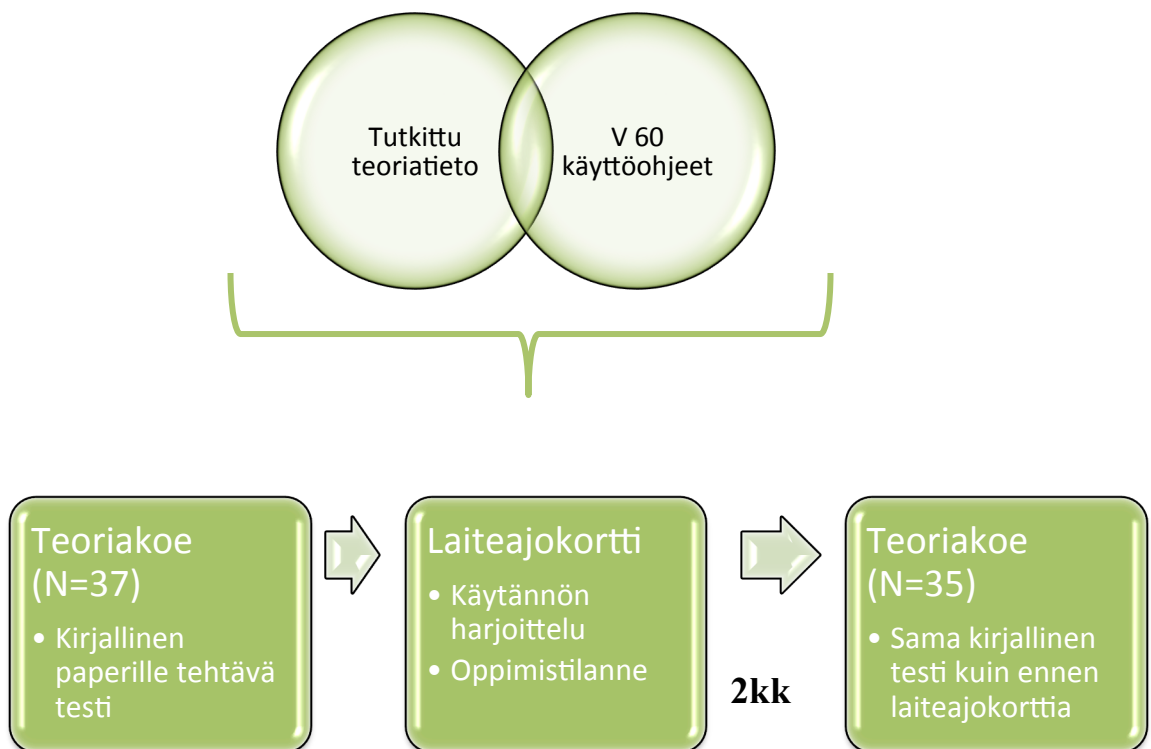 Tutkittu
teoriatieto
V 60
käyttöohjeet
Teoriakoe
(N=37)
• Kirjallinen
paperille tehtävä
testi
Laiteajokortti
• Käytännön
harjoittelu
• Oppimistilanne
2kk
Teoriakoe
(N=35)
• Sama kirjallinen
testi kuin ennen
laiteajokorttia